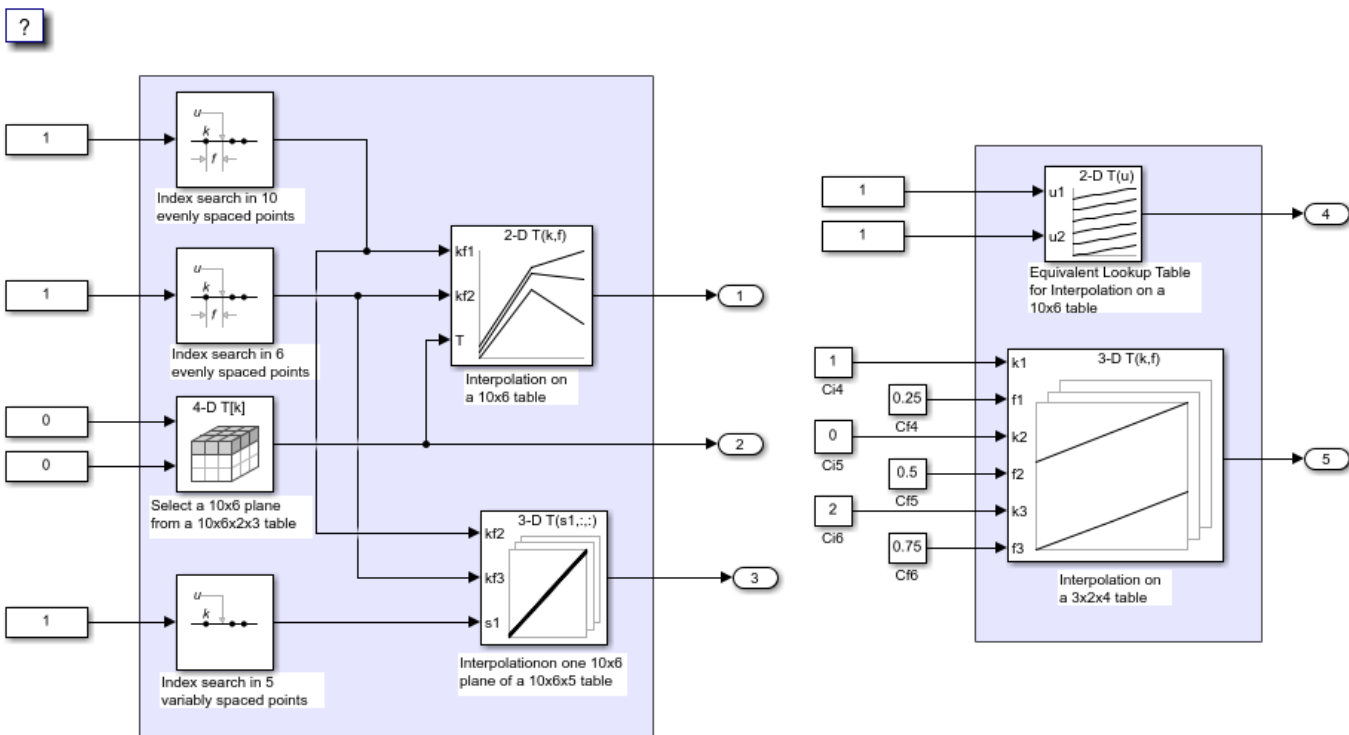 ?
1
u
k
f
Index search in 10
evenly spaced points
1
u
k
f
Index search in 6
evenly spaced points
0
0
4-D T[k]
Select a 10x6 plane
from a 10x6x2x3 table
1
u
k
Index search in 5
variably spaced points
2-D T(k,f)
kf1
kf2
T
Interpolation on
a 10x6 table
3-D T(s1,:,:)
kf2
kf3
s1
Interpolationon one 10x6
plane of a 10x6x5 table
1
2
3
1
1
2-D T(u)
u1
u2
Equivalent Lookup Table
for Interpolation on a
10x6 table
4
1
Ci4
0.25
Cf4
0
Ci5
0.5
Cf5
2
Ci6
0.75
Cf6
3-D T(k,f)
k1
f1
k2
f2
k3
f3
Interpolation on
a 3x2x4 table
5